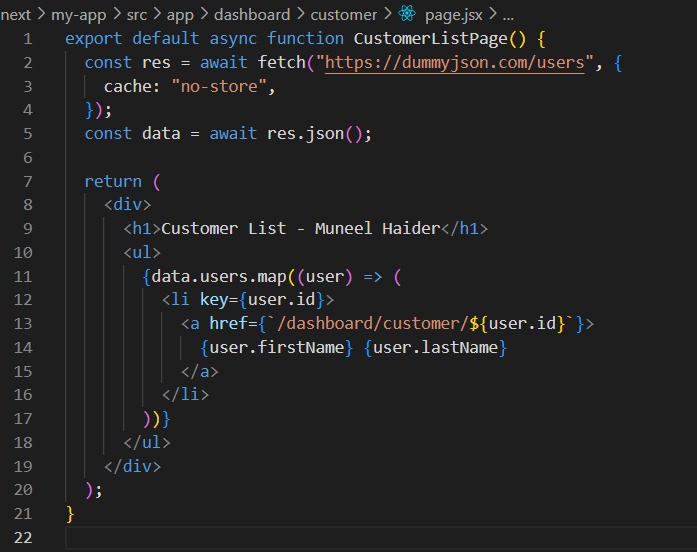 next > my-app > src > app > dashboard > customer > page.jsx > ...
1 export default async function CustomerListPage() {
2   const res = await fetch("https://dummyjson.com/users", {
3     cache: "no-store",
4   });
5   const data = await res.json();
6
7   return (
8     <div>
9       <h1>Customer List - Muneel Haider</h1>
10       <ul>
11         {data.users.map((user) => (
12           <li key={user.id}>
13             <a href={`/dashboard/customer/${user.id}`}>
14               {user.firstName} {user.lastName}
15             </a>
16           </li>
17         ))}
18       </ul>
19     </div>
20   );
21 }
22